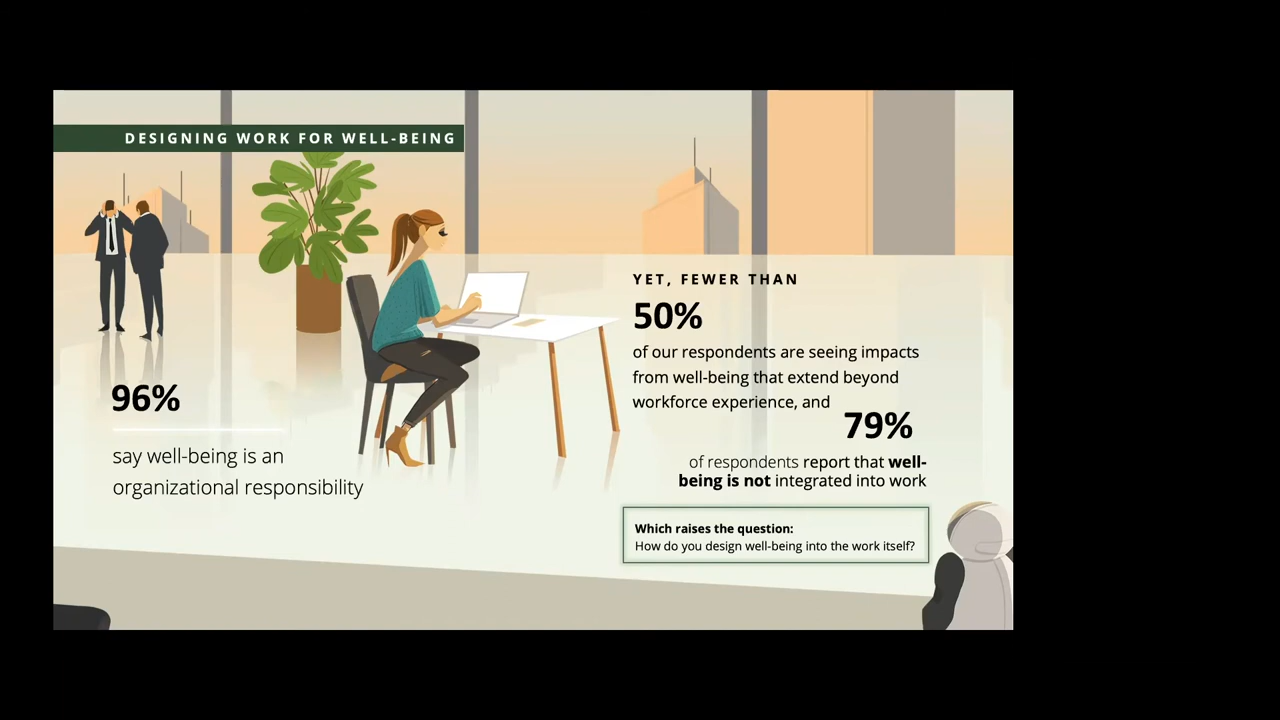 DESIGNING WORK FOR WELL-BEING
96%
say well-being is an
organizational responsibility
YET, FEWER THAN
50%
of our respondents are seeing impacts
from well-being that extend beyond
workforce experience, and
79%
of respondents report that well-
being is not integrated into work
Which raises the question:
How do you design well-being into the work itself?